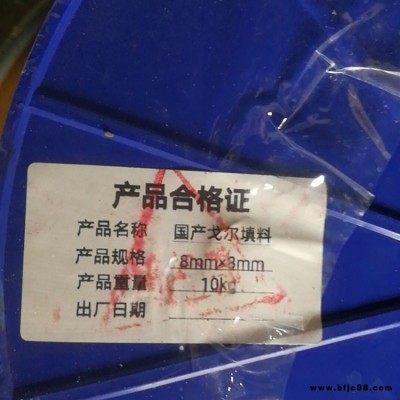 产品合格证
产品名称 国产戈尔填料
产品规格 8mm×3mm
产品重量 10kg
出厂日期
www.bfjc88.com